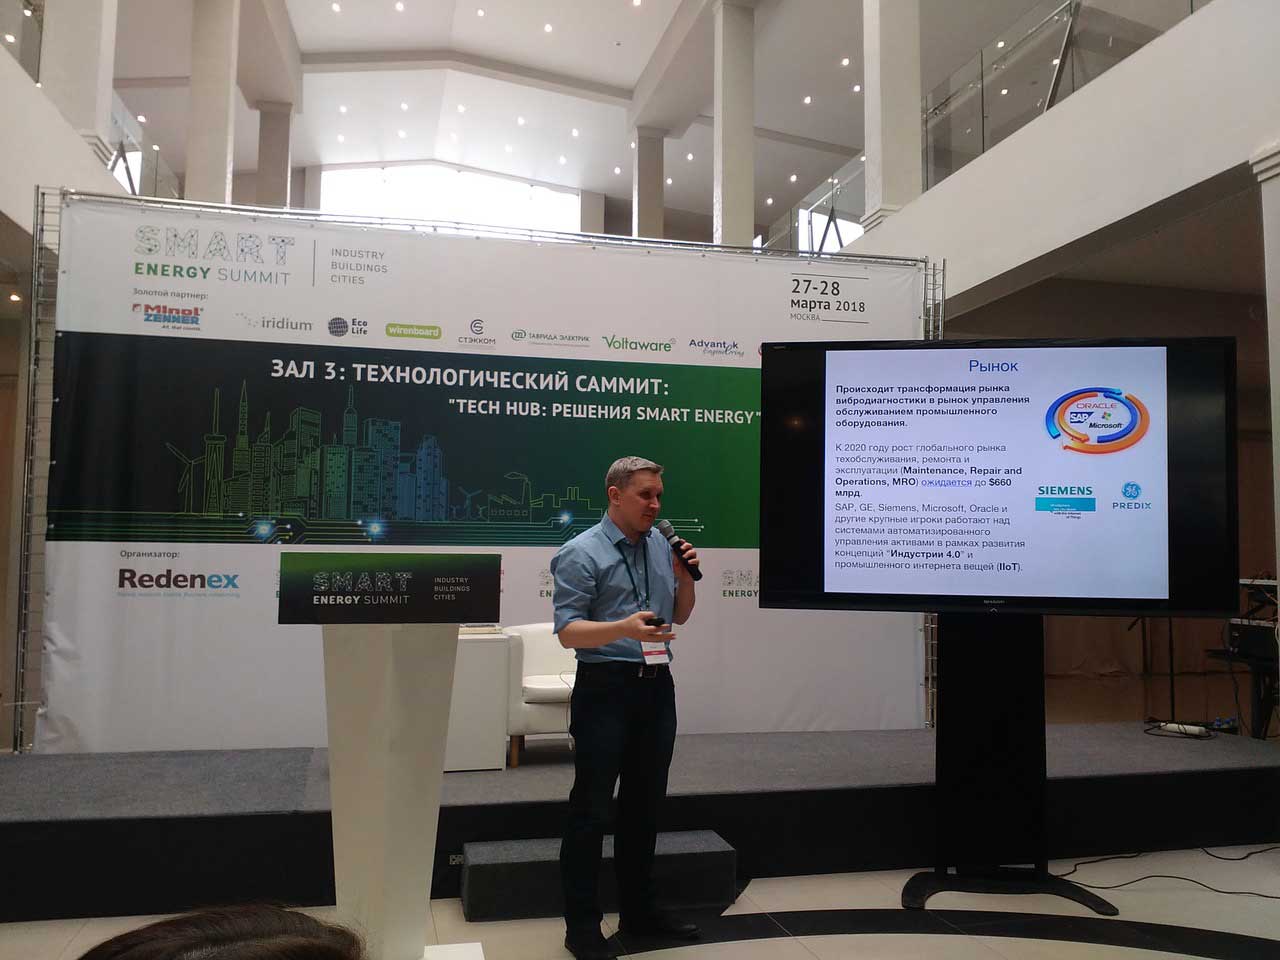 SMART
ENERGY SUMMIT
INDUSTRY
BUILDINGS
CITIES
27-28
марта 2018
МОСКВА
Золотой партнер:
Minol
ZENNER
All that counts.
iridium
Eco
Life
wirenboard
СТЭККОМ
ТАВРИДА ЭЛЕКТРИК
Voltaware
Advantek
engineering
ЗАЛ 3: ТЕХНОЛОГИЧЕСКИЙ САММИТ:
"TECH HUB: РЕШЕНИЯ SMART ENERGY"
Организатор:
Redenex
SMART
ENERGY SUMMIT
INDUSTRY
BUILDINGS
CITIES
Рынок
Происходит трансформация рынка
вибродиагностики в рынок управления
обслуживанием промышленного
оборудования.
К 2020 году рост глобального рынка
техобслуживания, ремонта и
эксплуатации (Maintenance, Repair and
Operations, MRO) ожидается до $660
млрд.
SAP, GE, Siemens, Microsoft, Oracle и
другие крупные игроки работают над
системами автоматизированного
управления активами в рамках развития
концепций "Индустрии 4.0" и
промышленного интернета вещей (IIoT).
ORACLE
SAP
Microsoft
SIEMENS
PREDIX